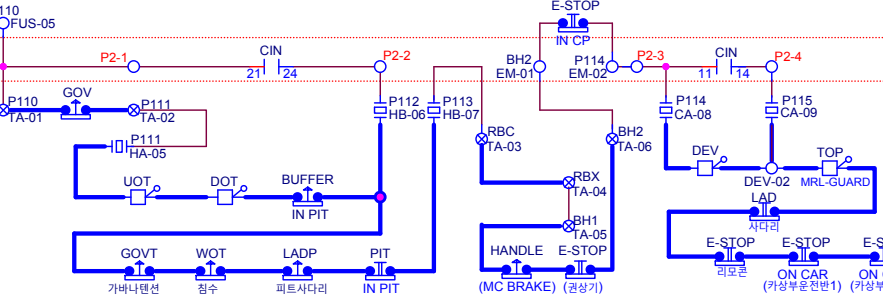 110
FUS-05
E-STOP
IN CP
P2-1
CIN
21
24
P2-2
BH2
EM-01
P114
EM-02
P2-3
CIN
11
14
P2-4
P110
TA-01
GOV
P111
TA-02
P112
HB-06
P113
HB-07
P114
CA-08
P115
CA-09
P111
HA-05
RBC
TA-03
BH2
TA-06
DEV
DEV-02
TOP
MRL-GUARD
UOT
DOT
BUFFER
IN PIT
RBX
TA-04
BH1
TA-05
LAD
사다리
GOVT
가바나텐션
WOT
침수
LADP
피트사다리
PIT
IN PIT
HANDLE
(MC BRAKE)
E-STOP
(권상기)
E-STOP
리모콘
E-STOP
ON CAR
(카상부운전반1)
E-S
ON
(카상부